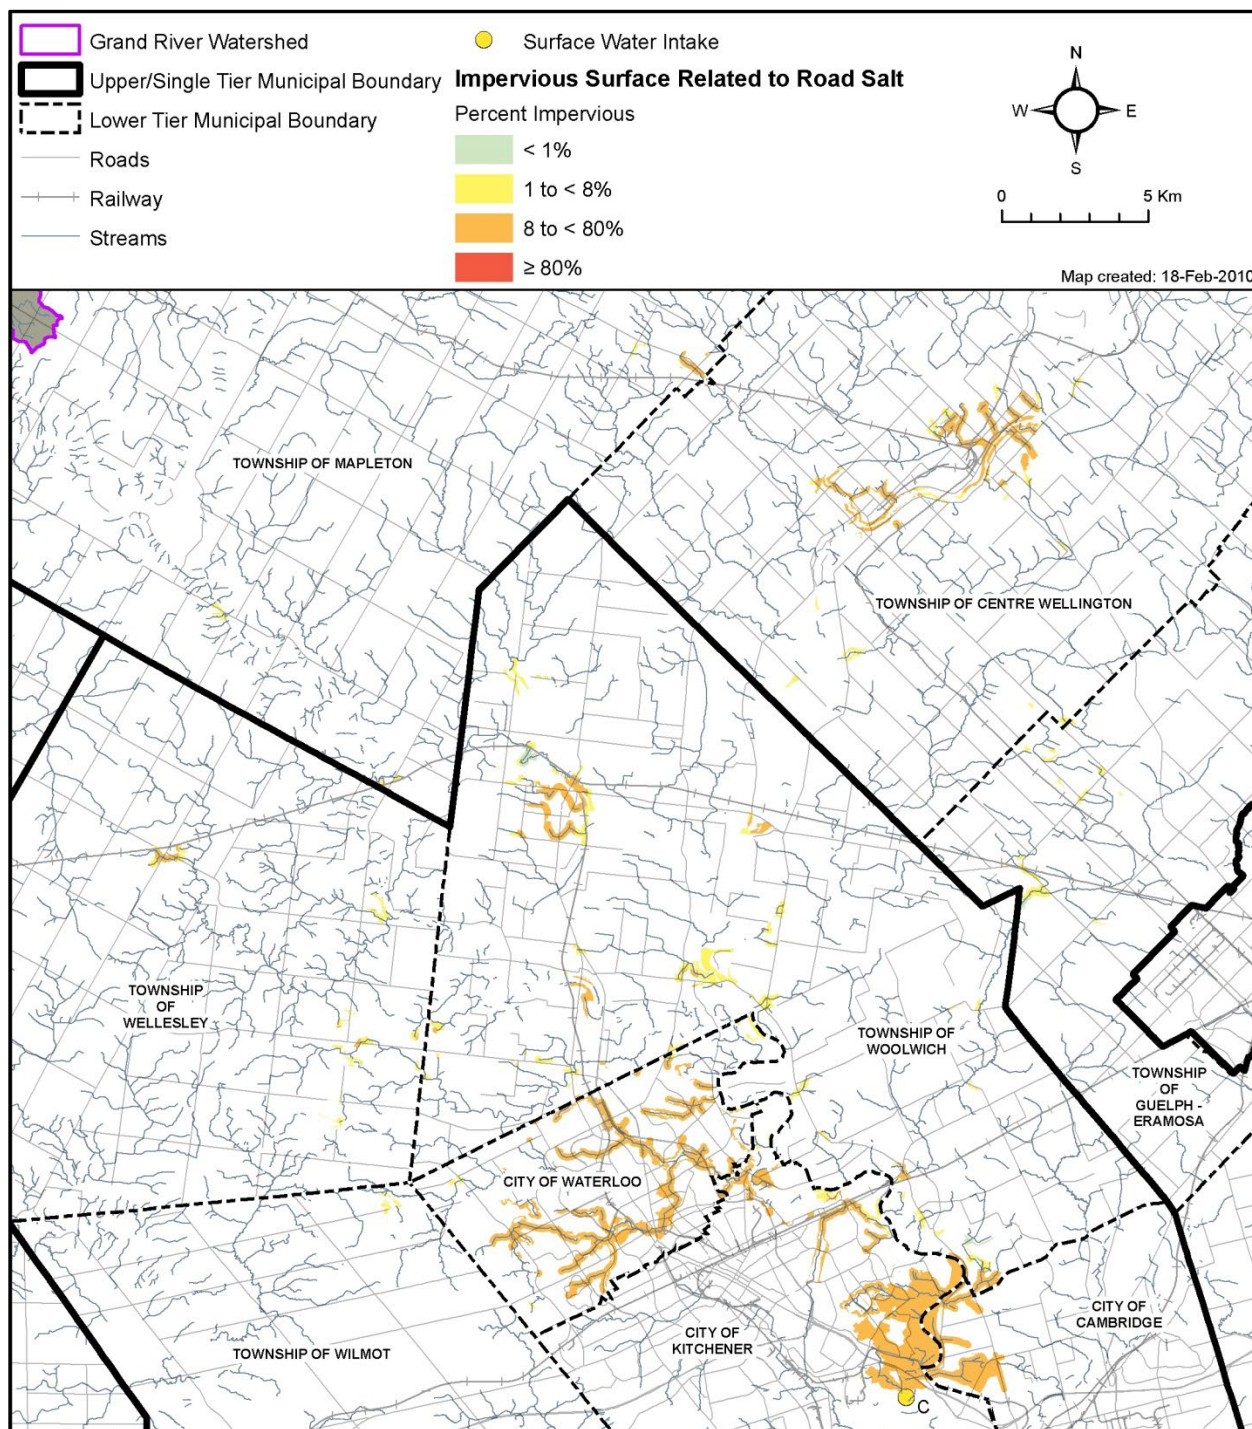 Grand River Watershed
Upper/Single Tier Municipal Boundary
Lower Tier Municipal Boundary
Roads
Railway
Streams
Surface Water Intake
Impervious Surface Related to Road Salt
Percent Impervious
< 1%
1 to < 8%
8 to < 80%
≥ 80%
N
W
E
S
0
5 Km
Map created: 18-Feb-2010
TOWNSHIP OF MAPLETON
TOWNSHIP OF CENTRE WELLINGTON
TOWNSHIP
OF
WELLESLEY
TOWNSHIP OF
WOOLWICH
TOWNSHIP
OF
GUELPH -
ERAMOSA
CITY OF WATERLOO
CITY OF
CAMBRIDGE
CITY OF
KITCHENER
TOWNSHIP OF WILMOT
C